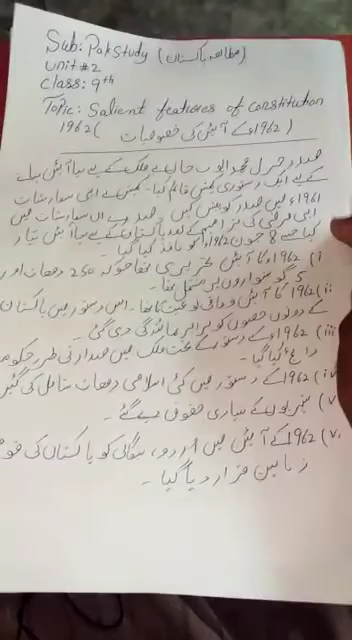 Sub: Pakstudy (مطالعہ پاکستان)
unit #2
class: 9th
Topic: Salient features of constitution
1962 (1962ء کے آئین کی خصوصیات)
صدر جنرل محمد ایوب خان نے ملک کے لیے نیا آئین بنانے
کے لیے ایک دستوری کمیشن قائم کیا۔ کمیشن نے اپنی سفارشات
1961ء میں صدر کو پیش کیں صدر نے ان سفارشات میں
اپنی مرضی کی ترامیم کے بعد پاکستان کے لیے نیا آئین تیار
کیا جسے 8 جون 1962ء کو نافذ کیا گیا۔
i) 1962ء کا آئین تحریری تھا جو کہ 250 دفعات اور
5 گوشواروں پر مشتمل تھا۔
ii) 1962 کا آئین وفاقی نوعیت کا تھا۔ اس دستور میں پاکستان
کے دونوں حصوں کو برابر نمائندگی دی گئی۔
iii) 1962ء کے دستور کے تحت ملک میں صدارتی طرز حکومت
رائج کیا گیا۔
iv) 1962ء کے دستور میں کئی اسلامی دفعات شامل کی گئیں
v) شہریوں کے بنیادی حقوق دیے گئے۔
vi) 1962ء کے آئین میں اردو، بنگالی کو پاکستان کی قومی
زبانیں قرار دیا گیا۔